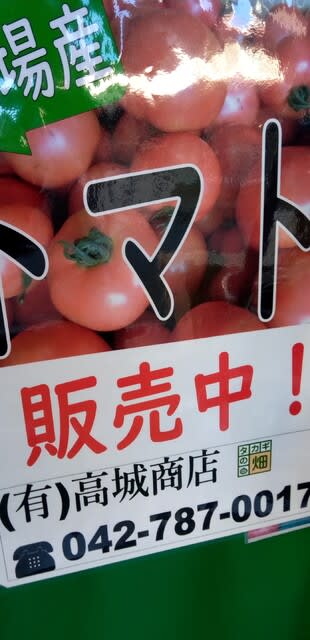 場産
トマト
販売中！
(有)高城商店
タカギの畑
042-787-0017